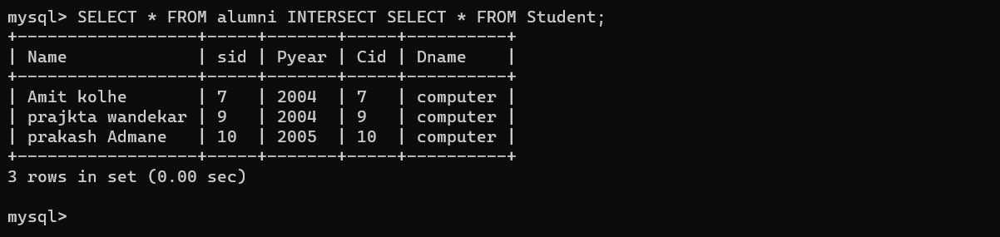 mysql> SELECT * FROM alumni INTERSECT SELECT * FROM Student;
+------------------+-----+-------+-----+----------+
| Name             | sid | Pyear | Cid | Dname    |
+------------------+-----+-------+-----+----------+
| Amit kolhe       | 7   | 2004  | 7   | computer |
| prajkta wandekar | 9   | 2004  | 9   | computer |
| prakash Admane   | 10  | 2005  | 10  | computer |
+------------------+-----+-------+-----+----------+
3 rows in set (0.00 sec)
mysql>